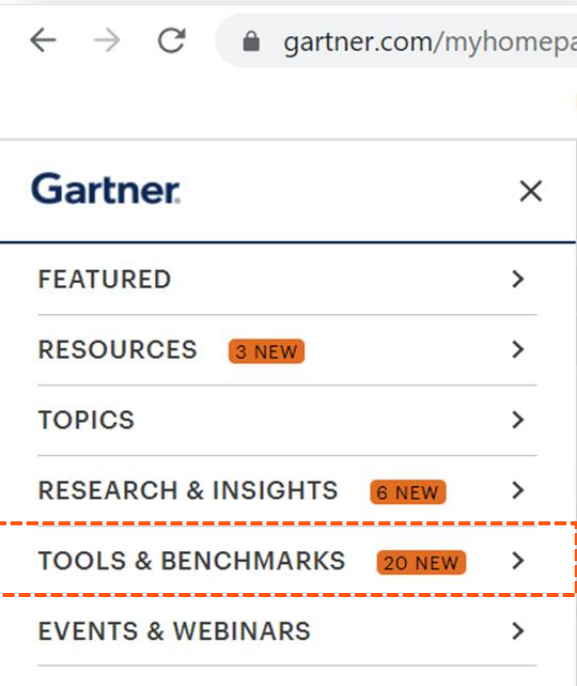 gartner.com/myhomepa
Gartner
FEATURED
RESOURCES 3 NEW
TOPICS
RESEARCH & INSIGHTS 6 NEW
TOOLS & BENCHMARKS 20 NEW
EVENTS & WEBINARS